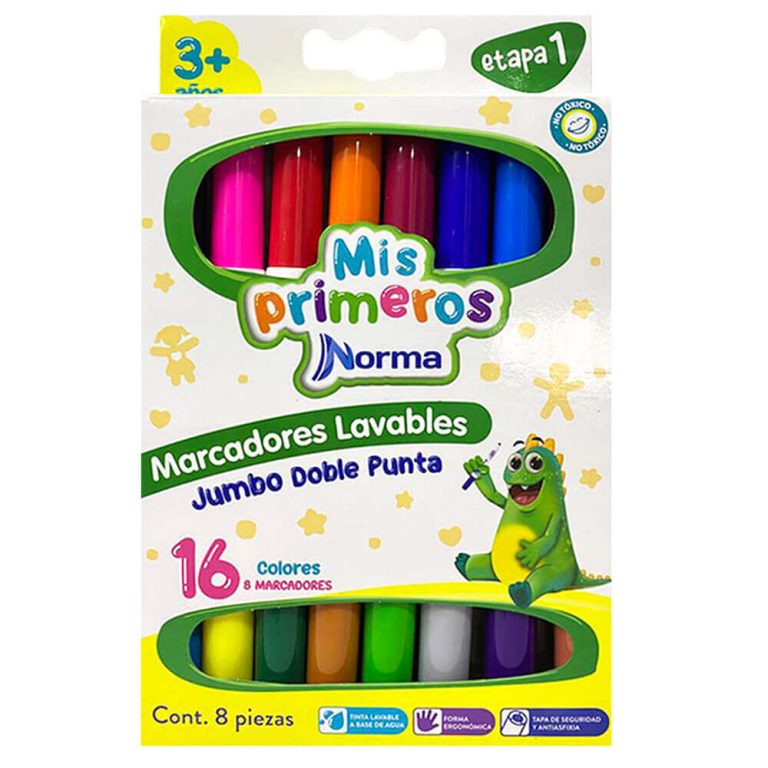 3+
años
etapa 1
NO TÓXICO
NO TÓXICO
Mis
primeros
Norma
Marcadores Lavables
Jumbo Doble Punta
16
Colores
8 MARCADORES
Cont. 8 piezas
TINTA LAVABLE
A BASE DE AGUA
FORMA
ERGONÓMICA
TAPA DE SEGURIDAD
Y ANTIASFIXIA